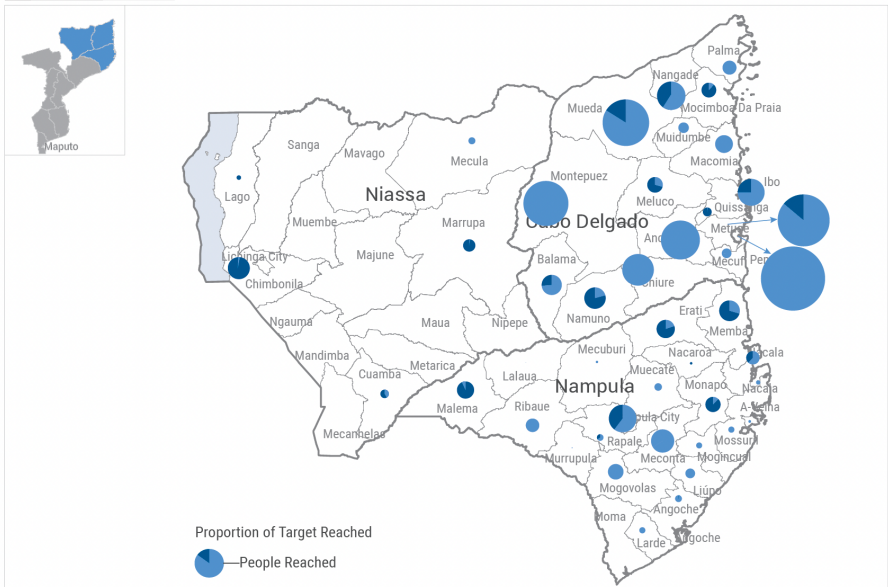 Maputo
Palma
Nangade
Mueda
Mocimboa Da Praia
Muidumbe
Sanga
Mavago
Mecula
Macomia
Montepuez
Ibo
Lago
Niassa
Meluco
Quissanga
Muembe
Marrupa
Cabo Delgado
Metuge
Majune
Lichinga City
Balama
Mecuf
Chimbonila
Chiure
Ngauma
Maua
Nipepe
Namuno
Erati
Memba
Mandimba
Mecuburi
Nacaroa
Metarica
Muecate
Cuamba
Lalaua
Nampula
Monapo
Nacala
Malema
Ribaue
A-Velha
Mecanhelas
Rapale
Mossuril
Murrupula
Meconta
Mogincual
Mogovolas
Liúpo
Moma
Angoche
Larde
Angoche
Proportion of Target Reached
People Reached